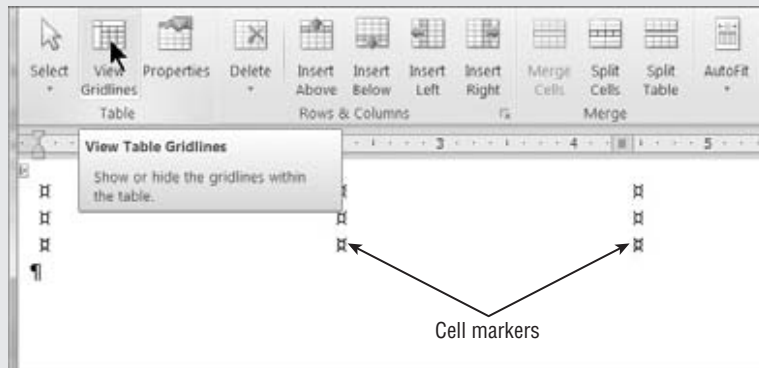 Select View Properties Delete Insert Insert Insert Insert Merge Split Split AutoFit
Gridlines Above Below Left Right Cells Cells Table
Table Rows & Columns Merge
3 4 5
View Table Gridlines
Show or hide the gridlines within
the table.
¤ ¤ ¤
¤ ¤ ¤
¤ ¤ ¤
¶
Cell markers